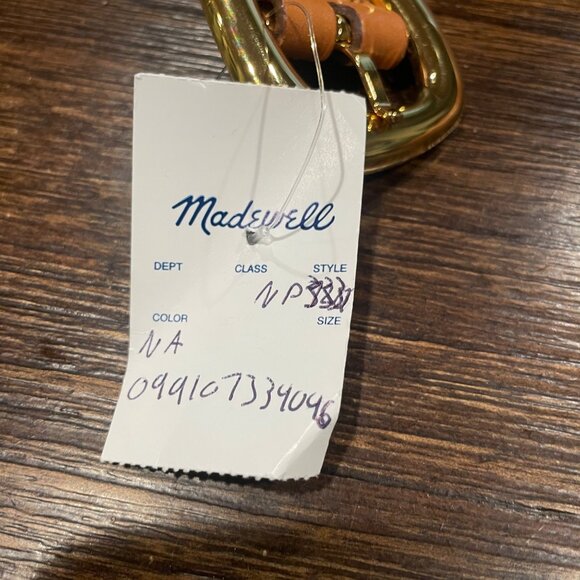 Madewell
DEPT CLASS STYLE
NP
COLOR SIZE
NA
099107334096